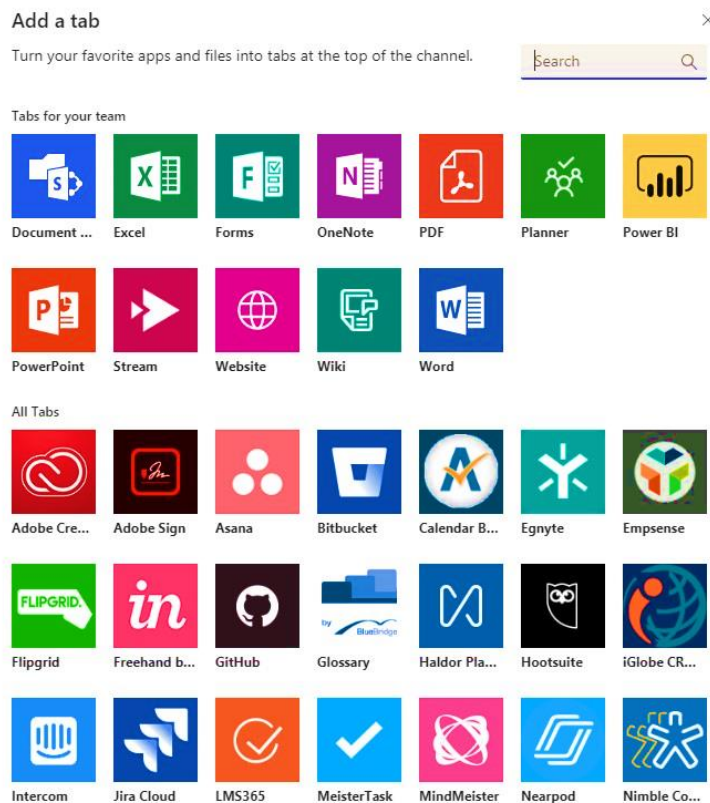 Add a tab
Turn your favorite apps and files into tabs at the top of the channel.
Search
Tabs for your team
Document ... Excel Forms OneNote PDF Planner Power BI
PowerPoint Stream Website Wiki Word
All Tabs
Adobe Cre... Adobe Sign Asana Bitbucket Calendar B... Egnyte Empsense
FLIPGRID. in by BlueBridge
Flipgrid Freehand b... GitHub Glossary Haldor Pla... Hootsuite iGlobe CR...
Intercom Jira Cloud LMS365 MeisterTask MindMeister Nearpod Nimble Co...